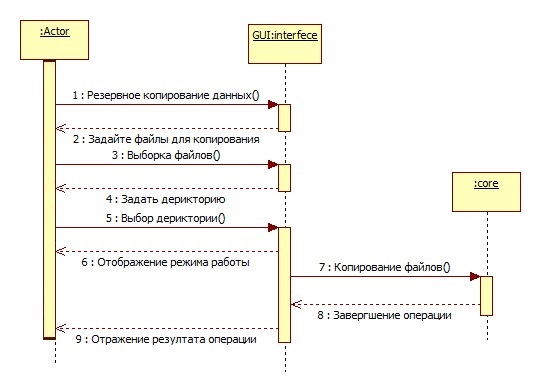 :Actor
GUI:interfece
1 : Резервное копирование данных()
2 : Задайте файлы для копирования
3 : Выборка файлов()
:core
4 : Задать дерикторию
5 : Выбор дериктории()
6 : Отображение режима работы
7 : Копирование файлов()
8 : Завергшение операции
9 : Отражение резултата операции